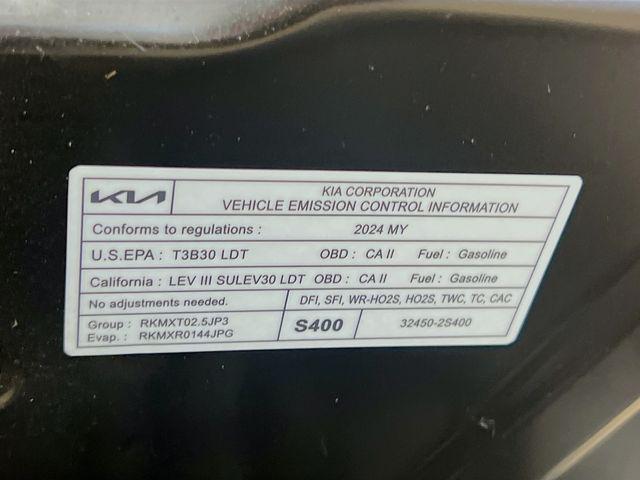 KIA
KIA CORPORATION
VEHICLE EMISSION CONTROL INFORMATION
Conforms to regulations : 2024 MY
U.S.EPA : T3B30 LDT OBD : CA II Fuel : Gasoline
California : LEV III SULEV30 LDT OBD : CA II Fuel : Gasoline
No adjustments needed. DFI, SFI, WR-HO2S, HO2S, TWC, TC, CAC
Group : RKMXT02.5JP3
Evap. : RKMXR0144JPG
S400
32450-2S400